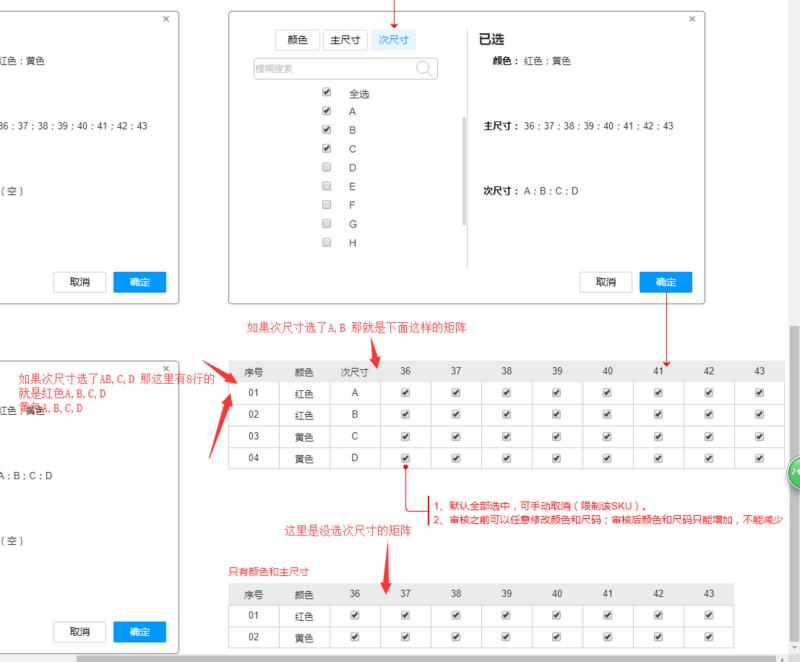 红色；黄色
36；37；38；39；40；41；42；43
（空）
取消
确定
颜色
主尺寸
次尺寸
模糊搜索
全选
A
B
C
D
E
F
G
H
已选
颜色： 红色；黄色
主尺寸： 36；37；38；39；40；41；42；43
次尺寸： A；B；C；D
取消
确定
如果次尺寸选了A,B 那就是下面这样的矩阵
如果次尺寸选了AB,C,D 那这里有8行的
就是红色A,B,C,D
黄色A,B,C,D
红色；黄色
A；B；C；D
（空）
取消
确定
序号 颜色 次尺寸 36 37 38 39 40 41 42 43
01 红色 A
02 红色 B
03 黄色 C
04 黄色 D
1、默认全部选中，可手动取消（限制该SKU）。
2、审核之前可以任意修改颜色和尺码；审核后颜色和尺码只能增加，不能减少
这里是没选次尺寸的矩阵
只有颜色和主尺寸
序号 颜色 36 37 38 39 40 41 42 43
01 红色
02 黄色